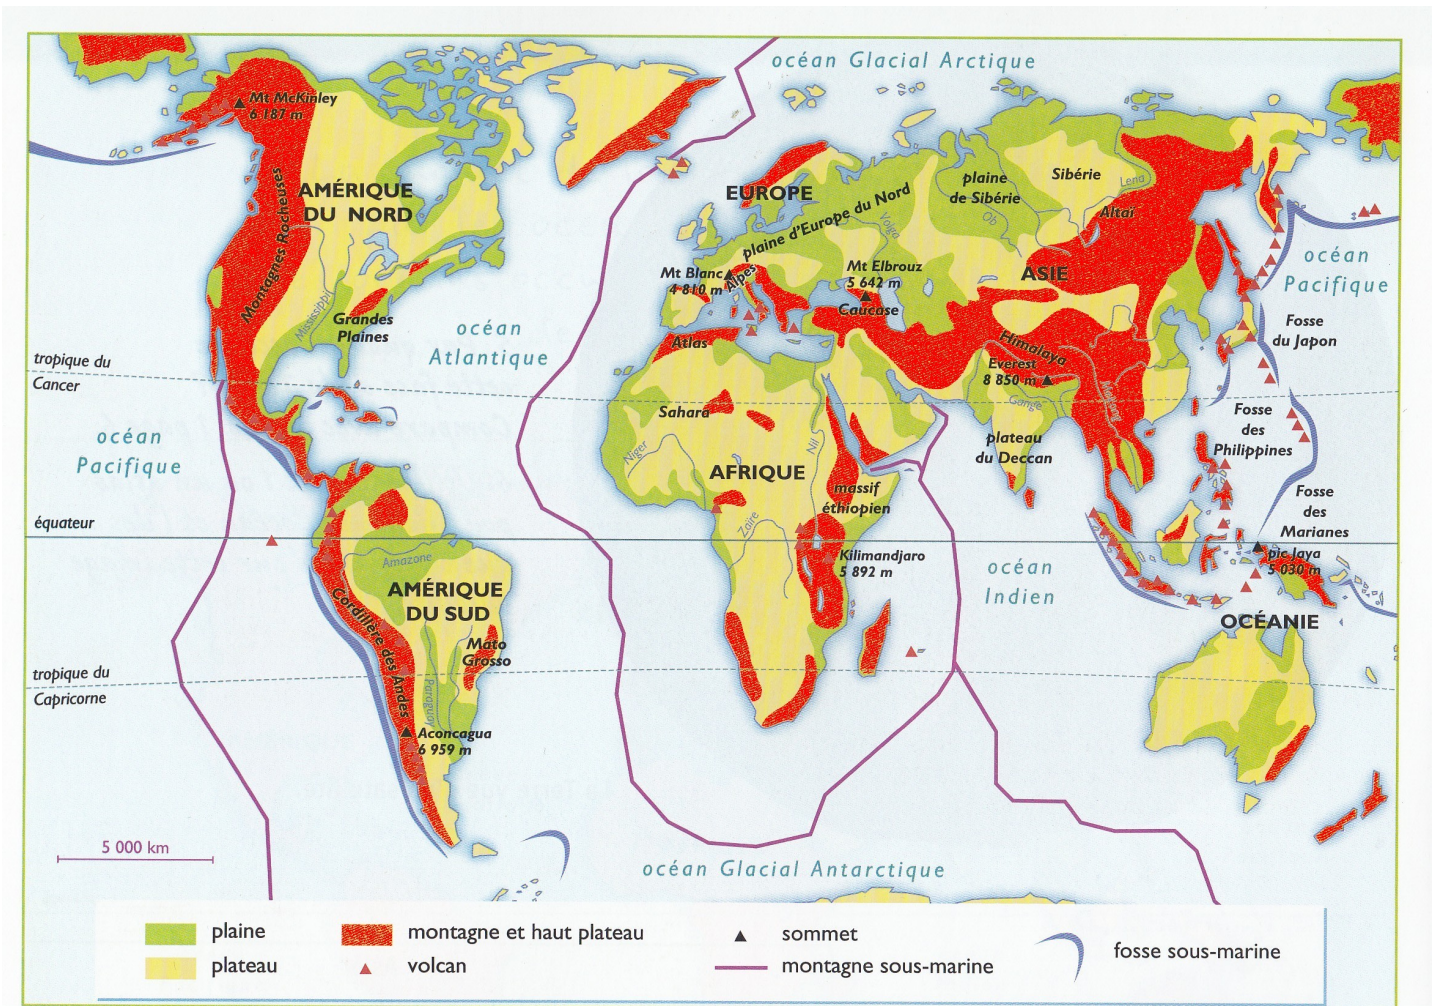 océan Glacial Arctique
Mt McKinley
6 187 m
AMÉRIQUE
DU NORD
Montagnes Rocheuses
Mississippi
Grandes
Plaines
océan
Atlantique
tropique du
Cancer
océan
Pacifique
équateur
Amazone
AMÉRIQUE
DU SUD
Cordillère des Andes
Mato
Grosso
Paraguay
tropique du
Capricorne
Aconcagua
6 959 m
5 000 km
EUROPE
plaine d'Europe du Nord
Volga
plaine
de Sibérie
Ob
Sibérie
Lena
Altaï
ASIE
Mt Blanc
4 810 m
Alpes
Mt Elbrouz
5 642 m
Caucase
Atlas
Himalaya
Everest
8 850 m
Gange
Mékong
plateau
du Deccan
océan
Pacifique
Fosse
du Japon
Fosse
des
Philippines
Fosse
des
Marianes
Sahara
Niger
Nil
AFRIQUE
massif
éthiopien
Zaïre
Kilimandjaro
5 892 m
océan
Indien
pic Jaya
5 030 m
OCÉANIE
océan Glacial Antarctique
plaine
plateau
montagne et haut plateau
volcan
sommet
montagne sous-marine
fosse sous-marine